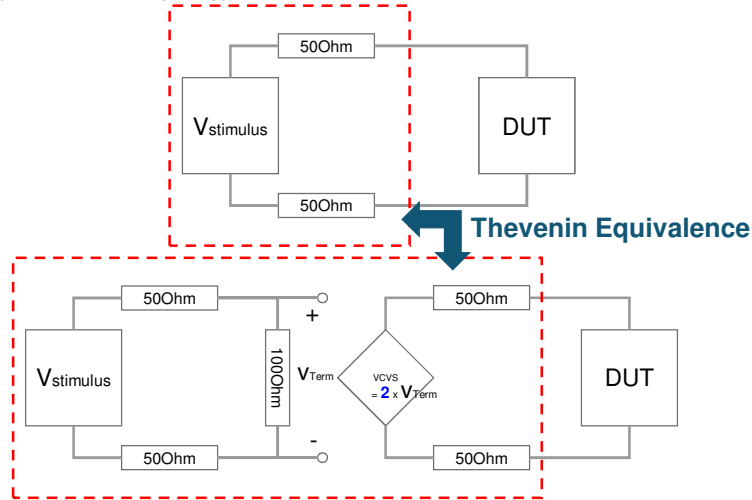 50Ohm
Vstimulus
DUT
50Ohm
Thevenin Equivalence
50Ohm
50Ohm
+
Vstimulus
100Ohm
VTerm
VCVS
= 2 x VTerm
DUT
-
50Ohm
50Ohm